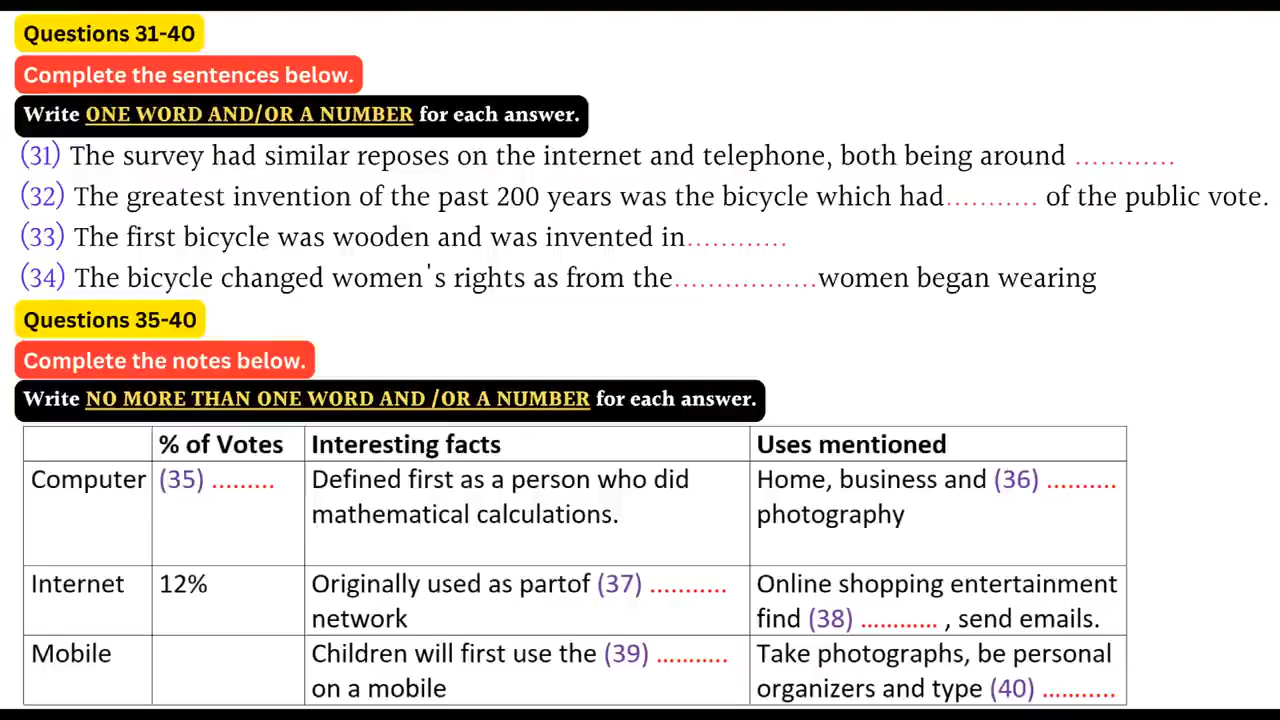 Questions 31-40
Complete the sentences below.
Write ONE WORD AND/OR A NUMBER for each answer.
(31) The survey had similar reposes on the internet and telephone, both being around ............
(32) The greatest invention of the past 200 years was the bicycle which had........... of the public vote.
(33) The first bicycle was wooden and was invented in............
(34) The bicycle changed women's rights as from the.................women began wearing
Questions 35-40
Complete the notes below.
Write NO MORE THAN ONE WORD AND /OR A NUMBER for each answer.
% of Votes Interesting facts Uses mentioned
Computer (35) ......... Defined first as a person who did Home, business and (36) ..........
mathematical calculations. photography
Internet 12% Originally used as partof (37) ........... Online shopping entertainment
network find (38) ............ , send emails.
Mobile Children will first use the (39) ........... Take photographs, be personal
on a mobile organizers and type (40) ...........